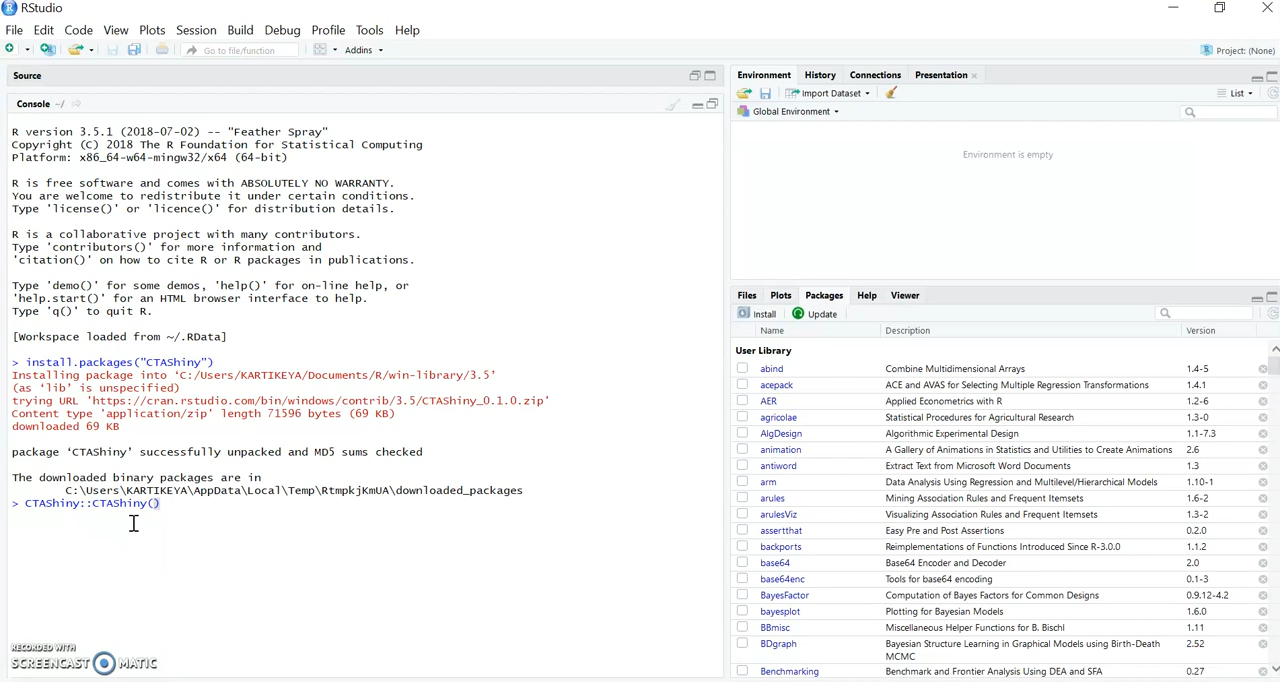 RStudio
File Edit Code View Plots Session Build Debug Profile Tools Help
Go to file/function Addins Project: (None)
Source
Console ~/
R version 3.5.1 (2018-07-02) -- "Feather Spray"
Copyright (C) 2018 The R Foundation for Statistical Computing
Platform: x86_64-w64-mingw32/x64 (64-bit)
R is free software and comes with ABSOLUTELY NO WARRANTY.
You are welcome to redistribute it under certain conditions.
Type 'license()' or 'licence()' for distribution details.
R is a collaborative project with many contributors.
Type 'contributors()' for more information and
'citation()' on how to cite R or R packages in publications.
Type 'demo()' for some demos, 'help()' for on-line help, or
'help.start()' for an HTML browser interface to help.
Type 'q()' to quit R.
[Workspace loaded from ~/.RData]
> install.packages("CTAShiny")
Installing package into ‘C:/Users/KARTIKEYA/Documents/R/win-library/3.5’
(as ‘lib’ is unspecified)
trying URL 'https://cran.rstudio.com/bin/windows/contrib/3.5/CTAShiny_0.1.0.zip'
Content type 'application/zip' length 71596 bytes (69 KB)
downloaded 69 KB
package ‘CTAShiny’ successfully unpacked and MD5 sums checked
The downloaded binary packages are in
C:\Users\KARTIKEYA\AppData\Local\Temp\RtmpkjKmUA\downloaded_packages
> CTAShiny::CTAShiny()
RECORDED WITH
SCREENCAST MATIC
Environment History Connections Presentation
Import Dataset List
Global Environment
Environment is empty
Files Plots Packages Help Viewer
Install Update
Name Description Version
User Library
abind Combine Multidimensional Arrays 1.4-5
acepack ACE and AVAS for Selecting Multiple Regression Transformations 1.4.1
AER Applied Econometrics with R 1.2-6
agricolae Statistical Procedures for Agricultural Research 1.3-0
AlgDesign Algorithmic Experimental Design 1.1-7.3
animation A Gallery of Animations in Statistics and Utilities to Create Animations 2.6
antiword Extract Text from Microsoft Word Documents 1.3
arm Data Analysis Using Regression and Multilevel/Hierarchical Models 1.10-1
arules Mining Association Rules and Frequent Itemsets 1.6-2
arulesViz Visualizing Association Rules and Frequent Itemsets 1.3-2
assertthat Easy Pre and Post Assertions 0.2.0
backports Reimplementations of Functions Introduced Since R-3.0.0 1.1.2
base64 Base64 Encoder and Decoder 2.0
base64enc Tools for base64 encoding 0.1-3
BayesFactor Computation of Bayes Factors for Common Designs 0.9.12-4.2
bayesplot Plotting for Bayesian Models 1.6.0
BBmisc Miscellaneous Helper Functions for B. Bischl 1.11
BDgraph Bayesian Structure Learning in Graphical Models using Birth-Death 2.52
MCMC
Benchmarking Benchmark and Frontier Analysis Using DEA and SFA 0.27